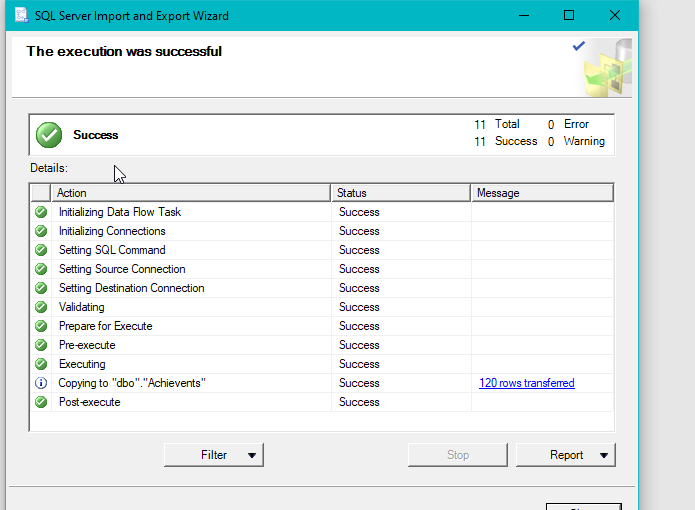 SQL Server Import and Export Wizard
The execution was successful
Success
11 Total 0 Error
11 Success 0 Warning
Details:
Action Status Message
Initializing Data Flow Task Success
Initializing Connections Success
Setting SQL Command Success
Setting Source Connection Success
Setting Destination Connection Success
Validating Success
Prepare for Execute Success
Pre-execute Success
Executing Success
Copying to "dbo"."Achievents" Success 120 rows transferred
Post-execute Success
Filter Stop Report